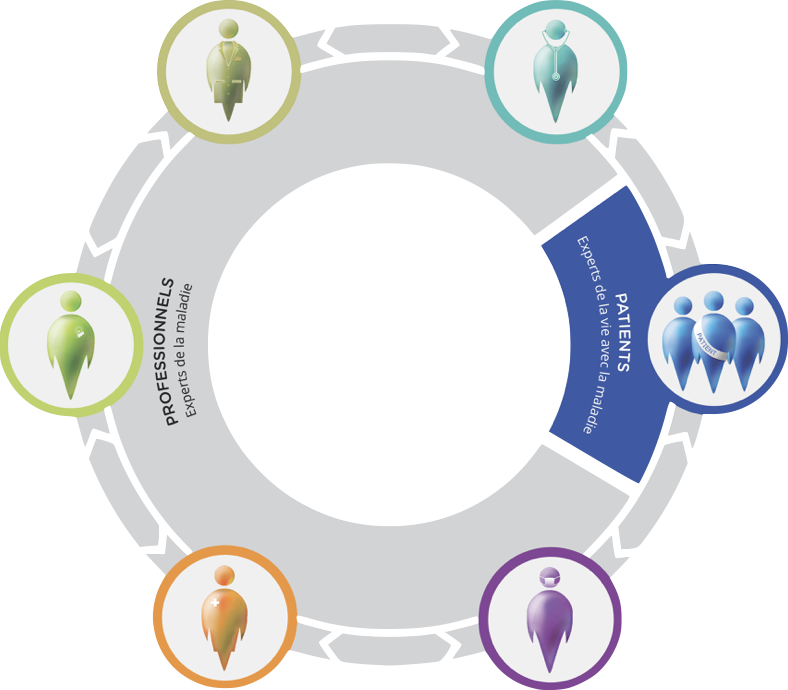 PROFESSIONNELS
Experts de la maladie
PATIENTS
Experts de la vie avec la maladie
PATIENT